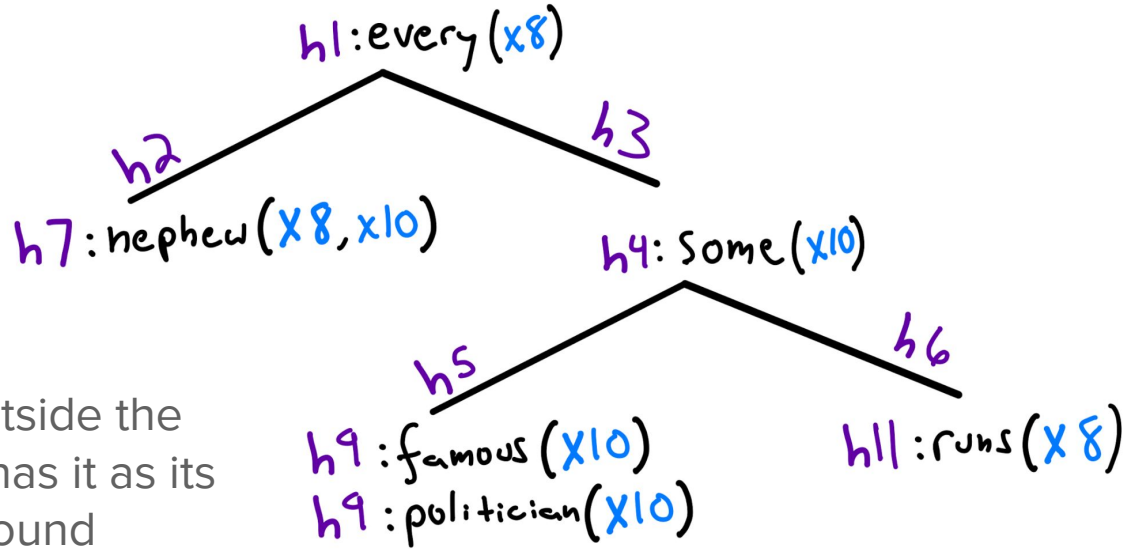 h1:every(x8)
h2
h3
h7:nephew(x8,x10)
h4:some(x10)
h5
h6
h9:famous(x10)
h9:politician(x10)
h11:runs(x8)
tside the
has it as its
ound